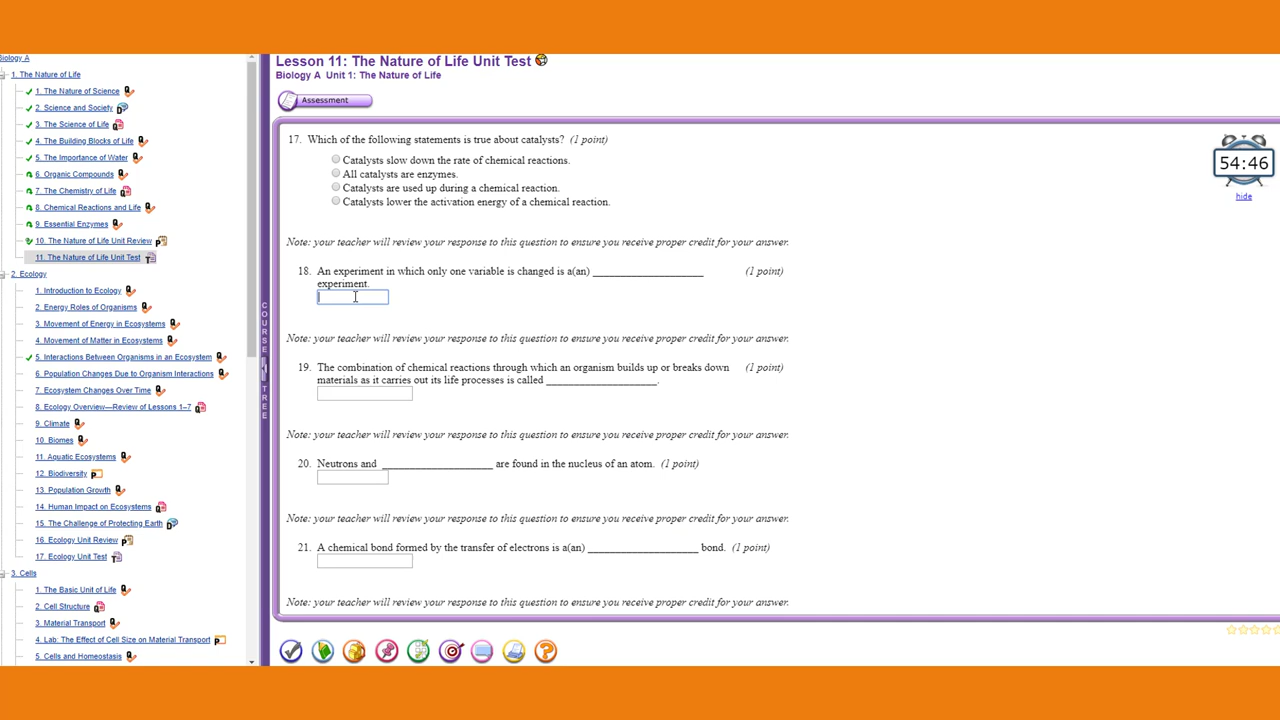 Biology A
1. The Nature of Life
1. The Nature of Science
2. Science and Society
3. The Science of Life
4. The Building Blocks of Life
5. The Importance of Water
6. Organic Compounds
7. The Chemistry of Life
8. Chemical Reactions and Life
9. Essential Enzymes
10. The Nature of Life Unit Review
11. The Nature of Life Unit Test
2. Ecology
1. Introduction to Ecology
2. Energy Roles of Organisms
3. Movement of Energy in Ecosystems
4. Movement of Matter in Ecosystems
5. Interactions Between Organisms in an Ecosystem
6. Population Changes Due to Organism Interactions
7. Ecosystem Changes Over Time
8. Ecology Overview—Review of Lessons 1–7
9. Climate
10. Biomes
11. Aquatic Ecosystems
12. Biodiversity
13. Population Growth
14. Human Impact on Ecosystems
15. The Challenge of Protecting Earth
16. Ecology Unit Review
17. Ecology Unit Test
3. Cells
1. The Basic Unit of Life
2. Cell Structure
3. Material Transport
4. Lab: The Effect of Cell Size on Material Transport
5. Cells and Homeostasis
COURSE TREE
Lesson 11: The Nature of Life Unit Test
Biology A Unit 1: The Nature of Life
Assessment
17. Which of the following statements is true about catalysts? (1 point)
Catalysts slow down the rate of chemical reactions.
All catalysts are enzymes.
Catalysts are used up during a chemical reaction.
Catalysts lower the activation energy of a chemical reaction.
Note: your teacher will review your response to this question to ensure you receive proper credit for your answer.
18. An experiment in which only one variable is changed is a(an) ____________________ (1 point)
experiment.
Note: your teacher will review your response to this question to ensure you receive proper credit for your answer.
19. The combination of chemical reactions through which an organism builds up or breaks down (1 point)
materials as it carries out its life processes is called ____________________.
Note: your teacher will review your response to this question to ensure you receive proper credit for your answer.
20. Neutrons and ____________________ are found in the nucleus of an atom. (1 point)
Note: your teacher will review your response to this question to ensure you receive proper credit for your answer.
21. A chemical bond formed by the transfer of electrons is a(an) ____________________ bond. (1 point)
Note: your teacher will review your response to this question to ensure you receive proper credit for your answer.
54:46
hide